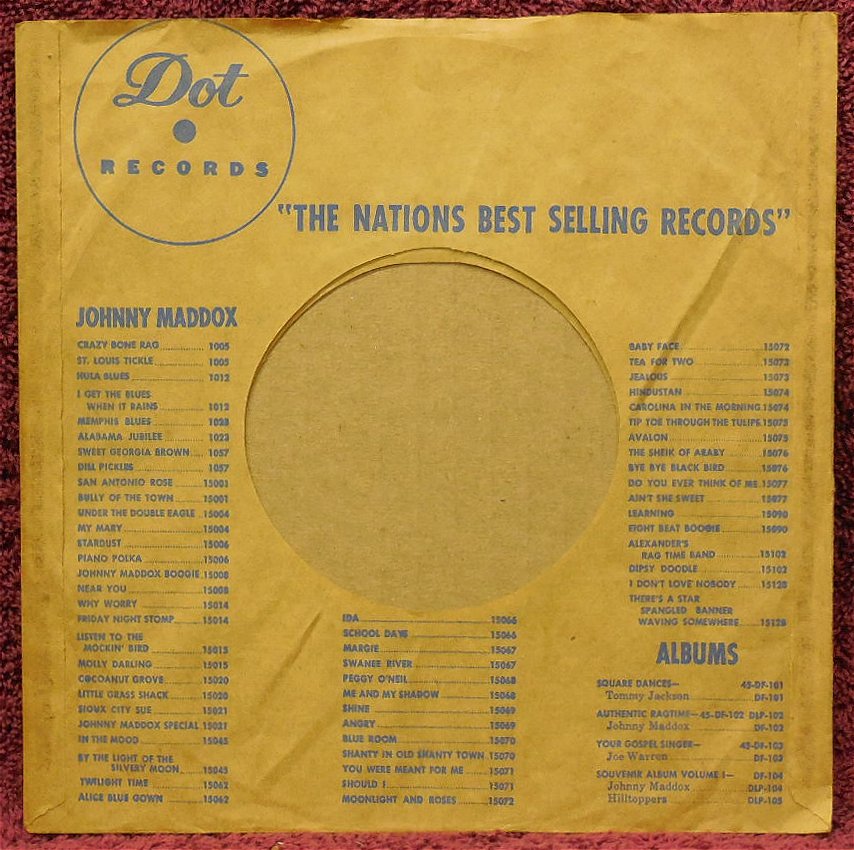 Dot
RECORDS
"THE NATIONS BEST SELLING RECORDS"
JOHNNY MADDOX
CRAZY BONE RAG 1005
ST. LOUIS TICKLE 1005
HULA BLUES 1012
I GET THE BLUES
WHEN IT RAINS 1012
MEMPHIS BLUES
ALABAMA JUBILEE 1023
SWEET GEORGIA BROWN 1057
DILL PICKLES 1057
SAN ANTONIO ROSE 15001
BULLY OF THE TOWN 15001
UNDER THE DOUBLE EAGLE 15004
MY MARY 15004
STARDUST 15006
PIANO POLKA 15006
JOHNNY MADDOX BOOGIE 15008
NEAR YOU 15008
WHY WORRY 15014
FRIDAY NIGHT STOMP 15014
LISTEN TO THE
MOCKIN' BIRD 15015
MOLLY DARLING 15015
COCOANUT GROVE 15020
LITTLE GRASS SHACK 15020
SIOUX CITY SUE 15021
JOHNNY MADDOX SPECIAL 15021
IN THE MOOD 15045
BY THE LIGHT OF THE
SILVERY MOON 15045
TWILIGHT TIME 15062
ALICE BLUE GOWN 15062
IDA 15066
SCHOOL DAYS 15066
MARGIE 15067
SWANEE RIVER 15067
PEGGY O'NEIL 15068
ME AND MY SHADOW 15068
SHINE 15069
ANGRY 15069
BLUE ROOM 15070
SHANTY IN OLD SHANTY TOWN 15070
YOU WERE MEANT FOR ME 15071
SHOULD I 15071
MOONLIGHT AND ROSES 15072
BABY FACE 15072
TEA FOR TWO 15073
JEALOUS 15073
HINDUSTAN 15074
CAROLINA IN THE MORNING 15074
TIP TOE THROUGH THE TULIPS 15075
AVALON 15075
THE SHEIK OF ARABY 15076
BYE BYE BLACK BIRD 15076
DO YOU EVER THINK OF ME 15077
AIN'T SHE SWEET 15077
LEARNING 15090
EIGHT BEAT BOOGIE 15090
ALEXANDER'S
RAG TIME BAND 15102
DIPSY DOODLE 15102
I DON'T LOVE NOBODY 15128
THERE'S A STAR
SPANGLED BANNER
WAVING SOMEWHERE 15128
ALBUMS
SQUARE DANCES— 45-DF-101
Tommy Jackson DF-101
AUTHENTIC RAGTIME—45-DF-102 DLP-102
Johnny Maddox DF-102
YOUR GOSPEL SINGER— 45-DF-103
Joe Warren DF-103
SOUVENIR ALBUM VOLUME I— DF-104
Johnny Maddox DLP-104
Hilltoppers DLP-105